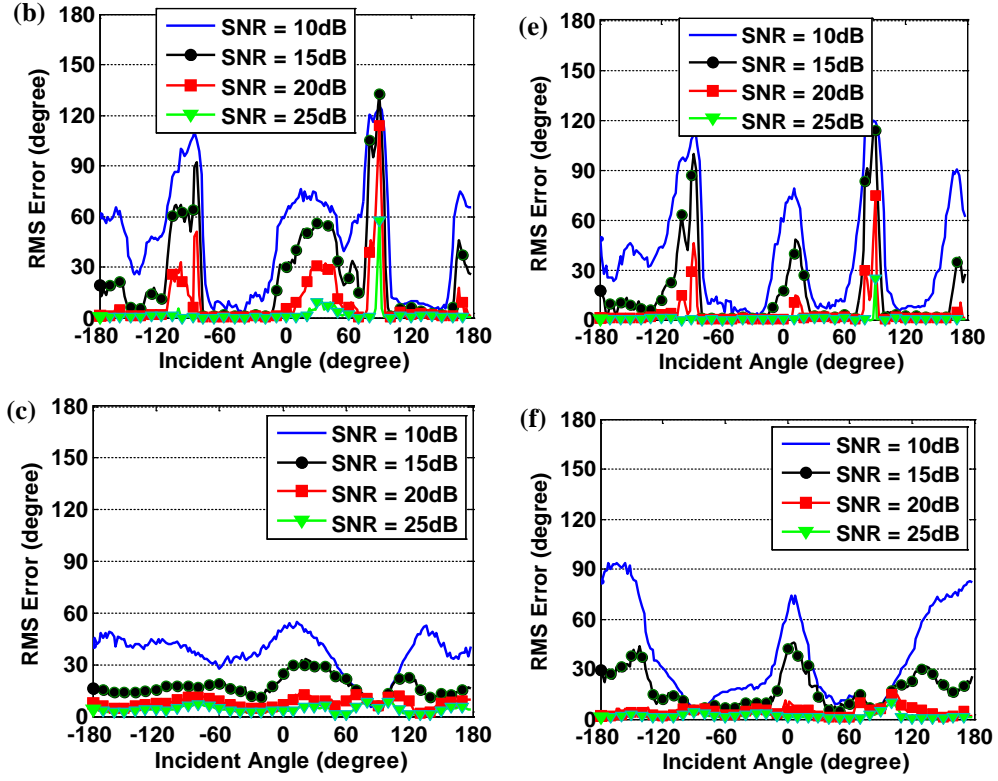 (b)
180
150
120
90
60
30
0
RMS Error (degree)
SNR = 10dB
SNR = 15dB
SNR = 20dB
SNR = 25dB
-180 -120 -60 0 60 120 180
Incident Angle (degree)
(e)
180
150
120
90
60
30
0
RMS Error (degree)
SNR = 10dB
SNR = 15dB
SNR = 20dB
SNR = 25dB
-180 -120 -60 0 60 120 180
Incident Angle (degree)
(c)
180
150
120
90
60
30
0
RMS Error (degree)
SNR = 10dB
SNR = 15dB
SNR = 20dB
SNR = 25dB
-180 -120 -60 0 60 120 180
Incident Angle (degree)
(f)
180
150
120
90
60
30
0
RMS Error (degree)
SNR = 10dB
SNR = 15dB
SNR = 20dB
SNR = 25dB
-180 -120 -60 0 60 120 180
Incident Angle (degree)